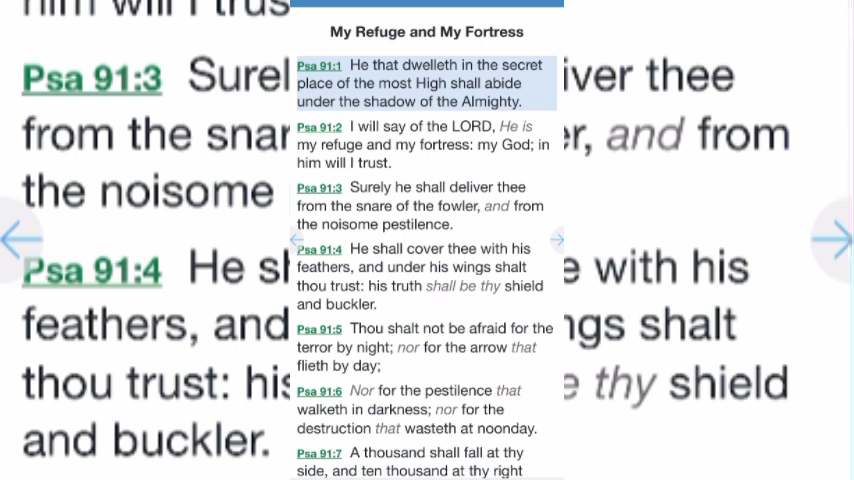 My Refuge and My Fortress
Psa 91:1 He that dwelleth in the secret
place of the most High shall abide
under the shadow of the Almighty.
Psa 91:2 I will say of the LORD, He is
my refuge and my fortress: my God; in
him will I trust.
Psa 91:3 Surely he shall deliver thee
from the snare of the fowler, and from
the noisome pestilence.
Psa 91:4 He shall cover thee with his
feathers, and under his wings shalt
thou trust: his truth shall be thy shield
and buckler.
Psa 91:5 Thou shalt not be afraid for the
terror by night; nor for the arrow that
flieth by day;
Psa 91:6 Nor for the pestilence that
walketh in darkness; nor for the
destruction that wasteth at noonday.
Psa 91:7 A thousand shall fall at thy
side, and ten thousand at thy right
him will I trus
Psa 91:3 Surel
from the snar
the noisome
Psa 91:4 He sh
feathers, and
thou trust: his
and buckler.
iver thee
er, and from
e with his
ngs shalt
e thy shield